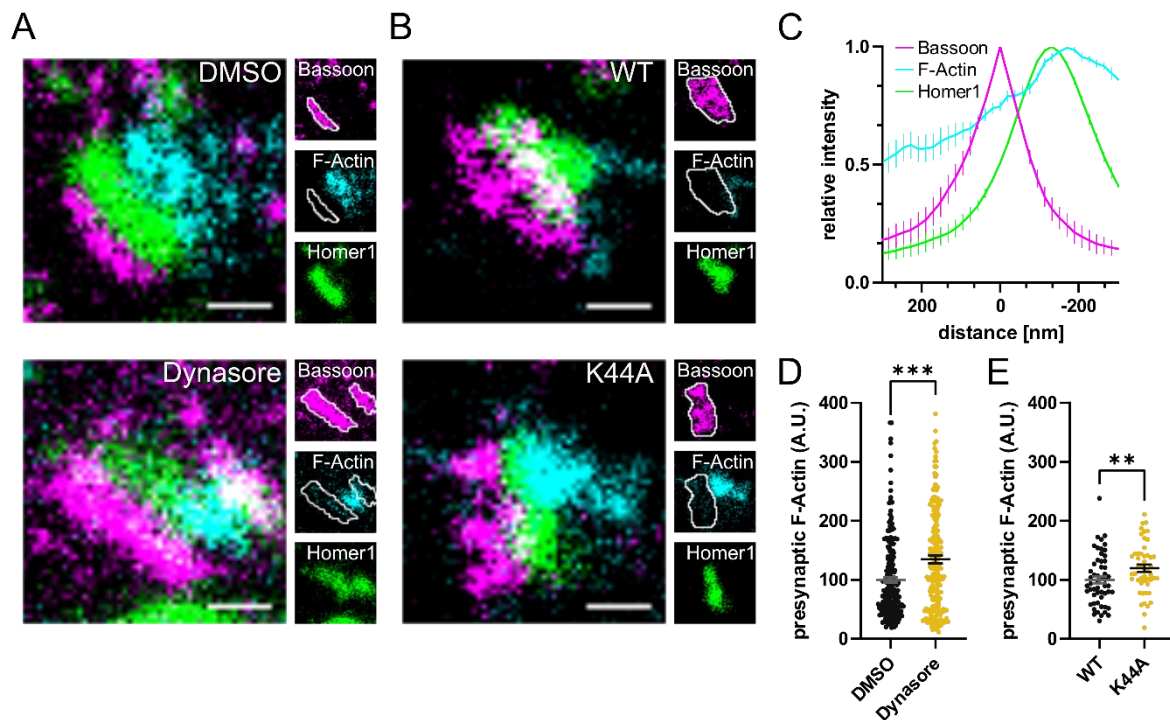 A
DMSO
Bassoon
F-Actin
Homer1
Dynasore
Bassoon
F-Actin
Homer1
B
WT
Bassoon
F-Actin
Homer1
K44A
Bassoon
F-Actin
Homer1
C
Bassoon
F-Actin
Homer1
relative intensity
1.0
0.5
0.0
200
0
-200
distance [nm]
D
***
presynaptic F-Actin (A.U.)
400
300
200
100
0
DMSO
Dynasore
E
**
presynaptic F-Actin (A.U.)
400
300
200
100
0
WT
K44A